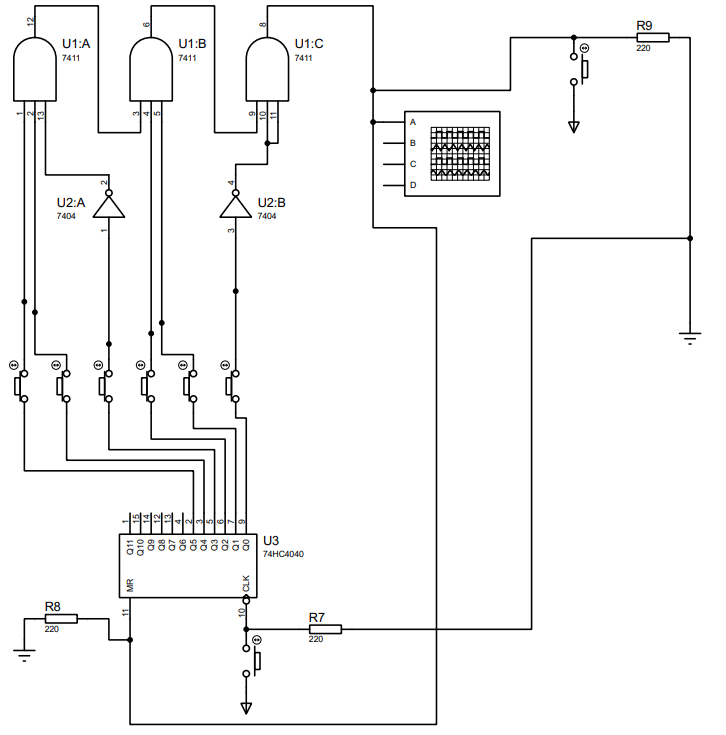 12
6
8
U1:A
7411
U1:B
7411
U1:C
7411
R9
220
1
2
13
3
4
5
9
10
11
A
B
C
D
2
U2:A
7404
1
4
U2:B
7404
3
1
15
14
12
13
4
2
3
5
6
7
9
Q11
Q10
Q9
Q8
Q7
Q6
Q5
Q4
Q3
Q2
Q1
Q0
U3
74HC4040
MR
CLK
11
10
R8
220
R7
220